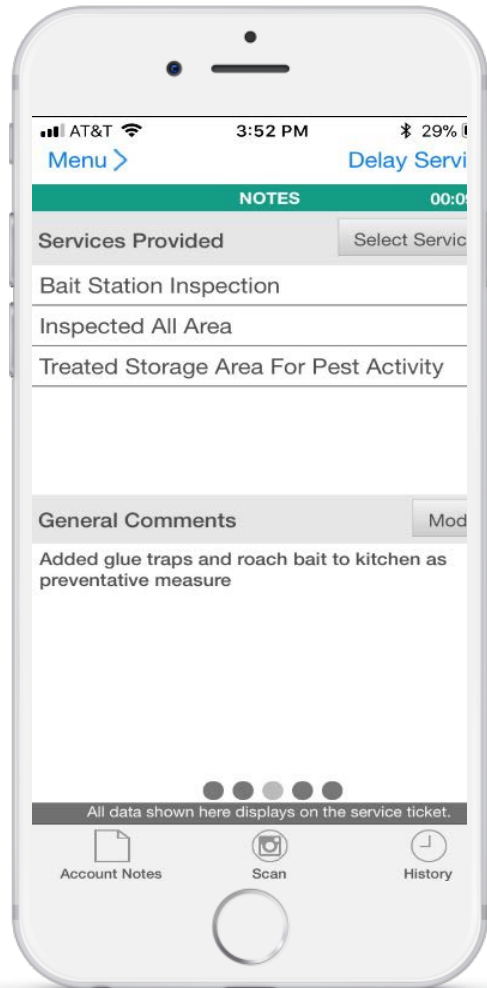 AT&T 3:52 PM 29%
Menu > Delay Servi
NOTES 00:0
Services Provided Select Servic
Bait Station Inspection
Inspected All Area
Treated Storage Area For Pest Activity
General Comments Mod
Added glue traps and roach bait to kitchen as
preventative measure
All data shown here displays on the service ticket.
Account Notes Scan History